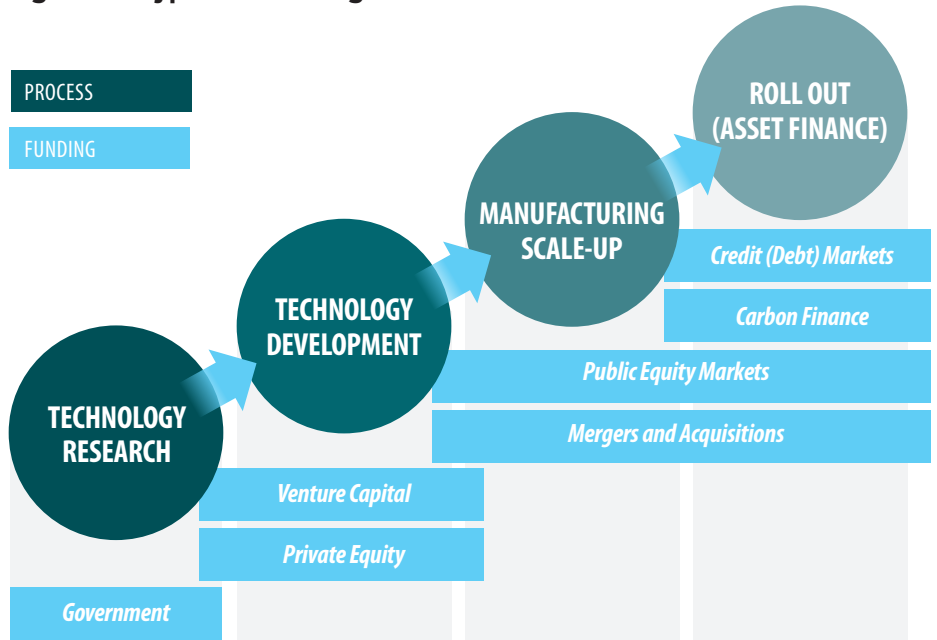 PROCESS
FUNDING
ROLL OUT
(ASSET FINANCE)
MANUFACTURING
SCALE-UP
Credit (Debt) Markets
TECHNOLOGY
DEVELOPMENT
Carbon Finance
Public Equity Markets
TECHNOLOGY
RESEARCH
Mergers and Acquisitions
Venture Capital
Private Equity
Government